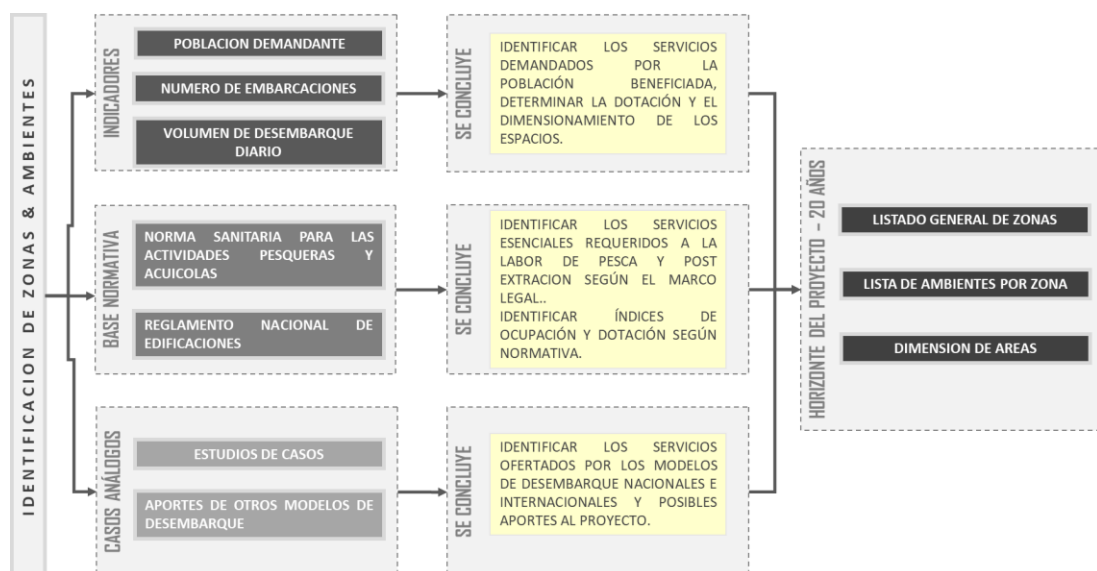 IDENTIFICACION DE ZONAS & AMBIENTES
INDICADORES
POBLACION DEMANDANTE
NUMERO DE EMBARCACIONES
VOLUMEN DE DESEMBARQUE
DIARIO
SE CONCLUYE
IDENTIFICAR LOS SERVICIOS
DEMANDADOS POR LA
POBLACIÓN BENEFICIADA,
DETERMINAR LA DOTACIÓN Y EL
DIMENSIONAMIENTO DE LOS
ESPACIOS.
BASE NORMATIVA
NORMA SANITARIA PARA LAS
ACTIVIDADES PESQUERAS Y
ACUICOLAS
REGLAMENTO NACIONAL DE
EDIFICACIONES
SE CONCLUYE
IDENTIFICAR LOS SERVICIOS
ESENCIALES REQUERIDOS A LA
LABOR DE PESCA Y POST
EXTRACION SEGÚN EL MARCO
LEGAL..
IDENTIFICAR ÍNDICES DE
OCUPACIÓN Y DOTACIÓN SEGÚN
NORMATIVA.
CASOS ANÁLOGOS
ESTUDIOS DE CASOS
APORTES DE OTROS MODELOS DE
DESEMBARQUE
SE CONCLUYE
IDENTIFICAR LOS SERVICIOS
OFERTADOS POR LOS MODELOS
DE DESEMBARQUE NACIONALES E
INTERNACIONALES Y POSIBLES
APORTES AL PROYECTO.
HORIZONTE DEL PROYECTO - 20 AÑOS
LISTADO GENERAL DE ZONAS
LISTA DE AMBIENTES POR ZONA
DIMENSION DE AREAS